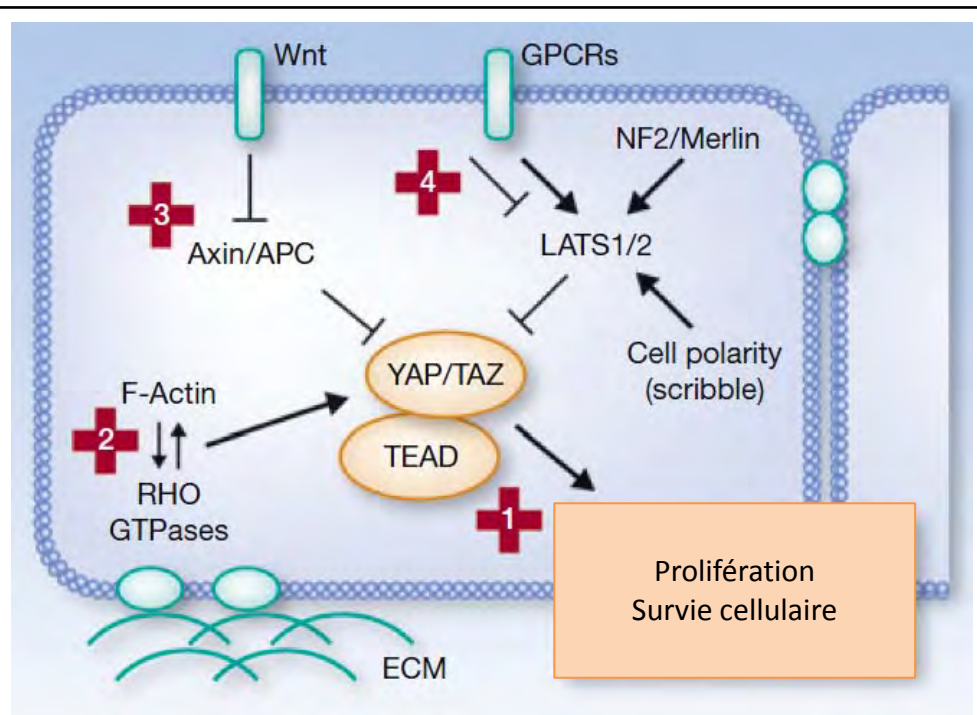 Wnt
GPCRs
NF2/Merlin
4
3
Axin/APC
LATS1/2
YAP/TAZ
Cell polarity
(scribble)
F-Actin
2
TEAD
RHO
GTPases
1
Prolifération
Survie cellulaire
ECM